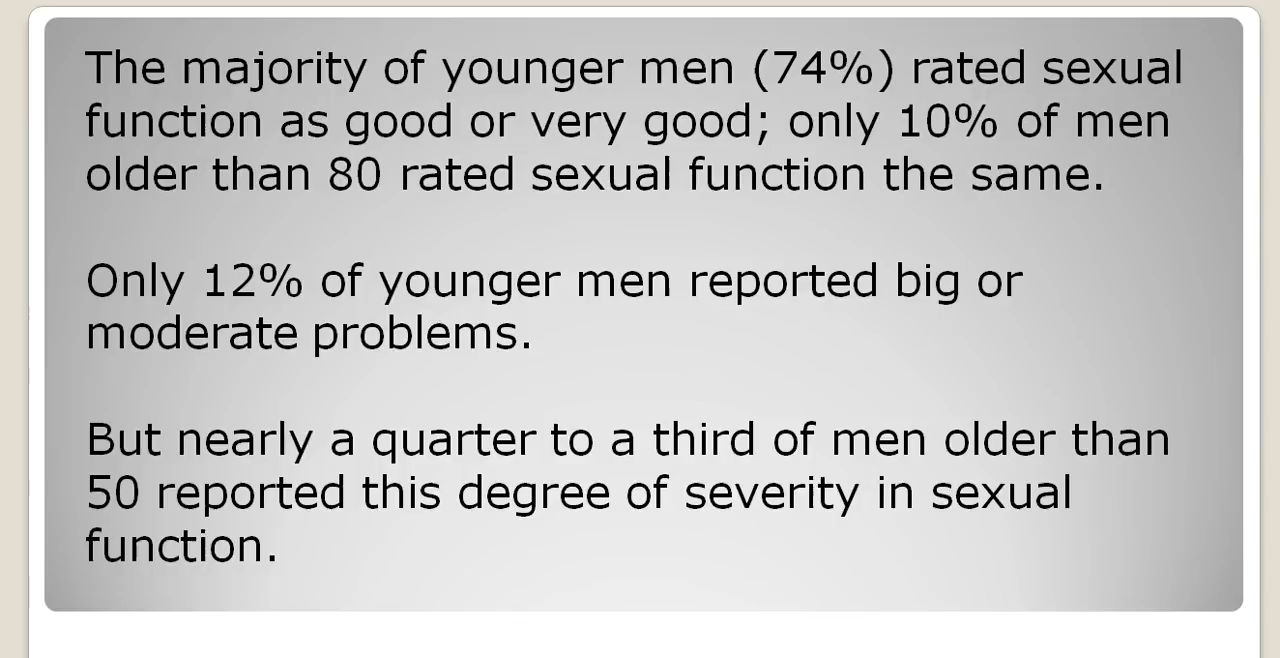 The majority of younger men (74%) rated sexual
function as good or very good; only 10% of men
older than 80 rated sexual function the same.
Only 12% of younger men reported big or
moderate problems.
But nearly a quarter to a third of men older than
50 reported this degree of severity in sexual
function.